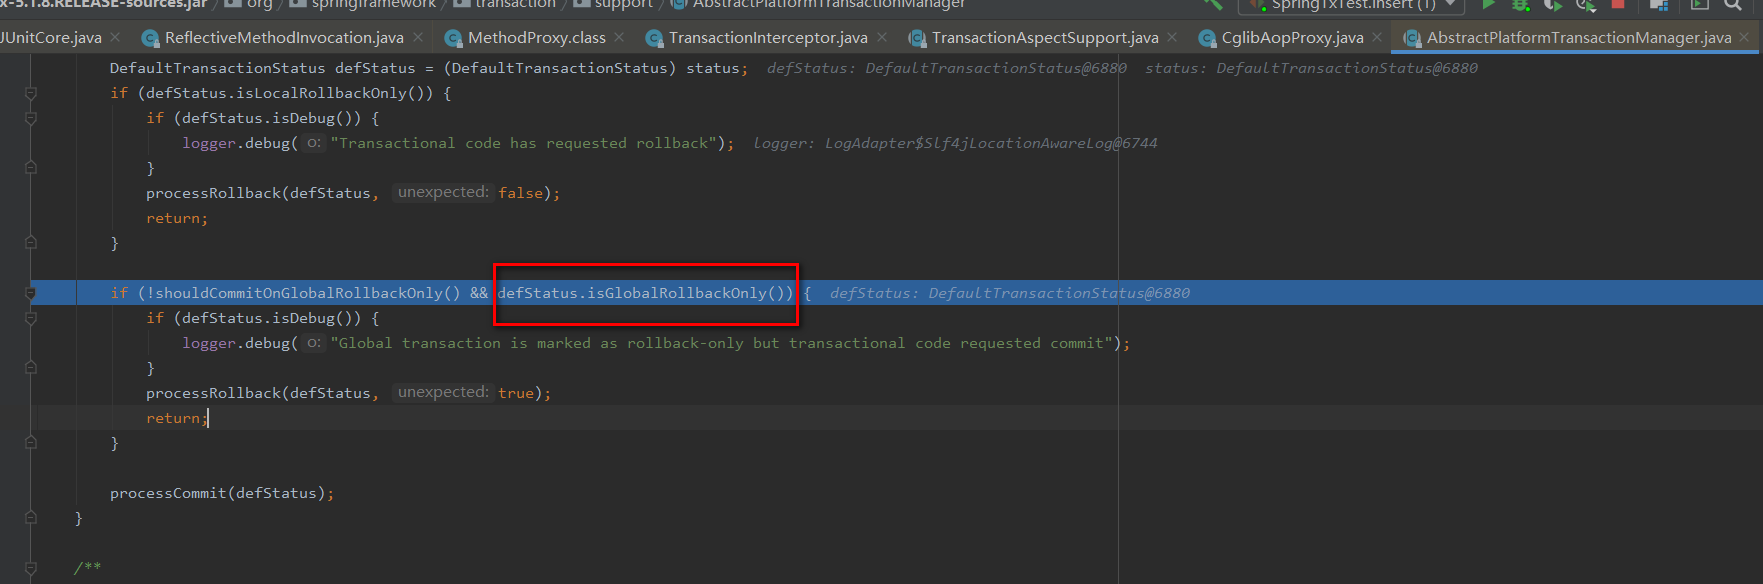 x-5.1.8.RELEASE-sources.jar org springframework transaction support AbstractPlatformTransactionManager SpringTxTest.insert (1)
JUnitCore.java ReflectiveMethodInvocation.java MethodProxy.class TransactionInterceptor.java TransactionAspectSupport.java CglibAopProxy.java AbstractPlatformTransactionManager.java
DefaultTransactionStatus defStatus = (DefaultTransactionStatus) status; defStatus: DefaultTransactionStatus@6880 status: DefaultTransactionStatus@6880
if (defStatus.isLocalRollbackOnly()) {
if (defStatus.isDebug()) {
logger.debug( o: "Transactional code has requested rollback"); logger: LogAdapter$Slf4jLocationAwareLog@6744
}
processRollback(defStatus, unexpected: false);
return;
}
if (!shouldCommitOnGlobalRollbackOnly() && defStatus.isGlobalRollbackOnly()) { defStatus: DefaultTransactionStatus@6880
if (defStatus.isDebug()) {
logger.debug( o: "Global transaction is marked as rollback-only but transactional code requested commit");
}
processRollback(defStatus, unexpected: true);
return;
}
processCommit(defStatus);
}
/**